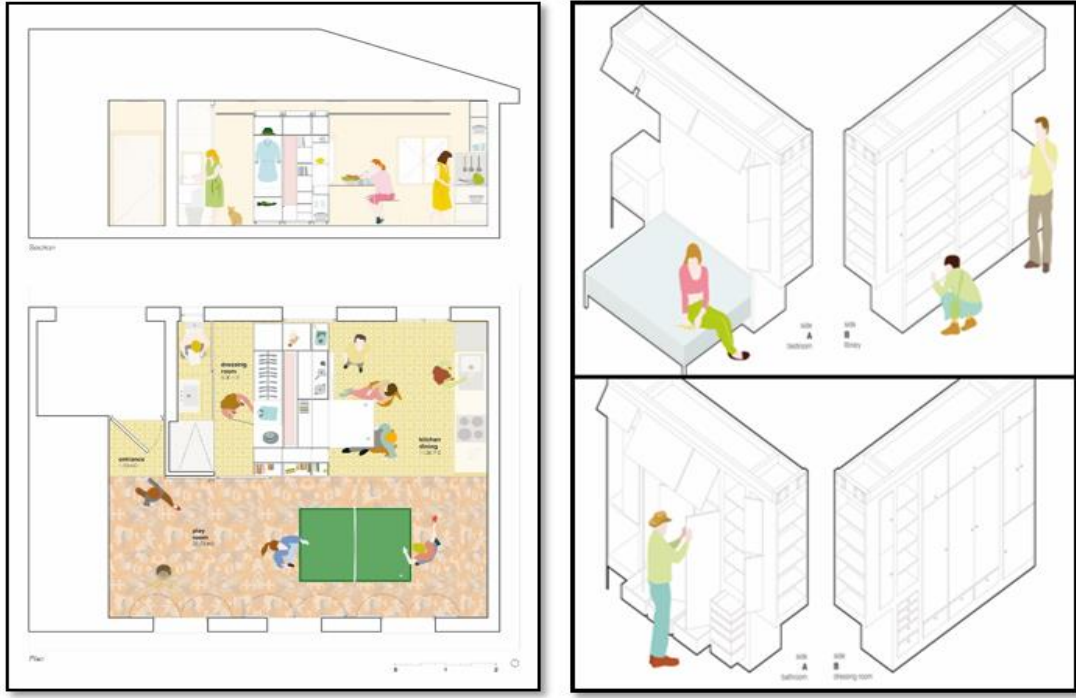 Section
dressing
room
entrance
kitchen
dining
play
room
Plan
side
A
bedroom
side
B
library
side
A
bathroom
side
B
dressing room